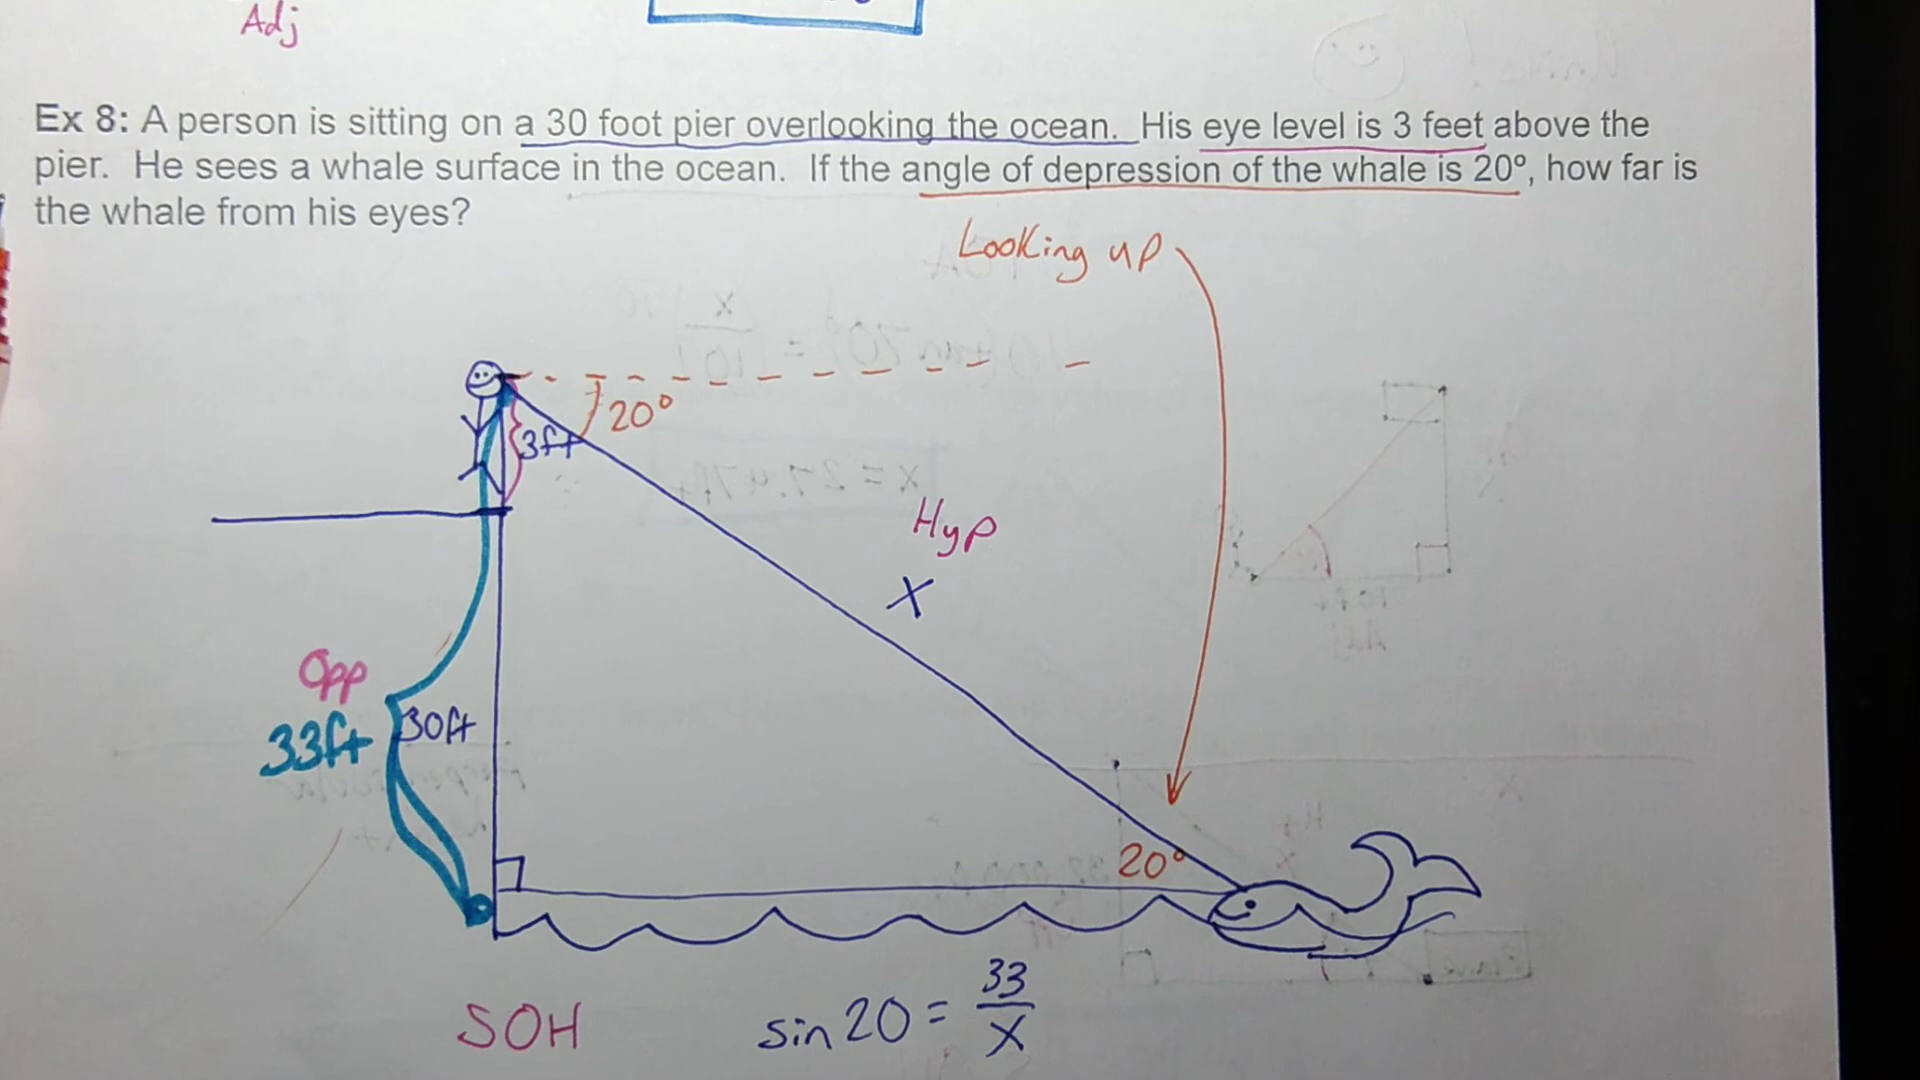 Adj
Ex 8: A person is sitting on a 30 foot pier overlooking the ocean. His eye level is 3 feet above the
pier. He sees a whale surface in the ocean. If the angle of depression of the whale is 20º, how far is
the whale from his eyes?
Looking up
20°
3ft
Hyp
X
Opp
33ft
30ft
20°
SOH
sin 20 = 33/X